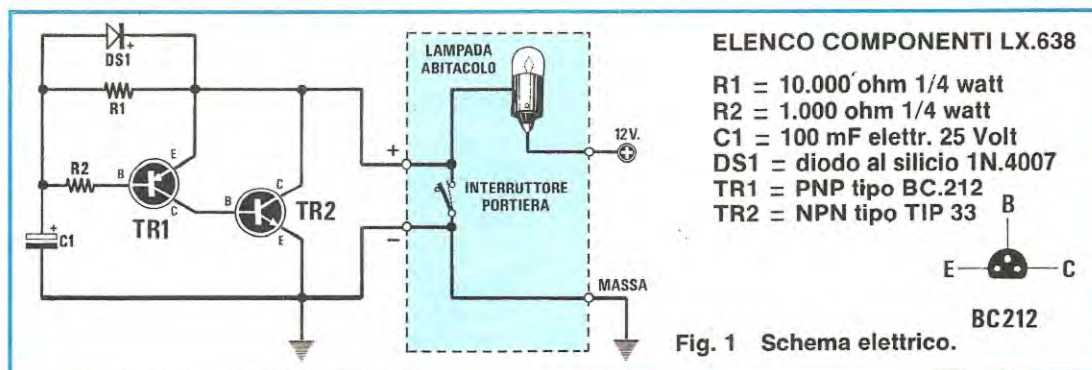 DS1
+
R1
R2
B
E
C
TR1
B
C
E
TR2
+
C1
LAMPADA
ABITACOLO
12V.
+
INTERRUTTORE
PORTIERA
−
MASSA
ELENCO COMPONENTI LX.638
R1 = 10.000 ohm 1/4 watt
R2 = 1.000 ohm 1/4 watt
C1 = 100 mF elettr. 25 Volt
DS1 = diodo al silicio 1N.4007
TR1 = PNP tipo BC.212
TR2 = NPN tipo TIP 33
B
E
C
BC212
Fig. 1 Schema elettrico.